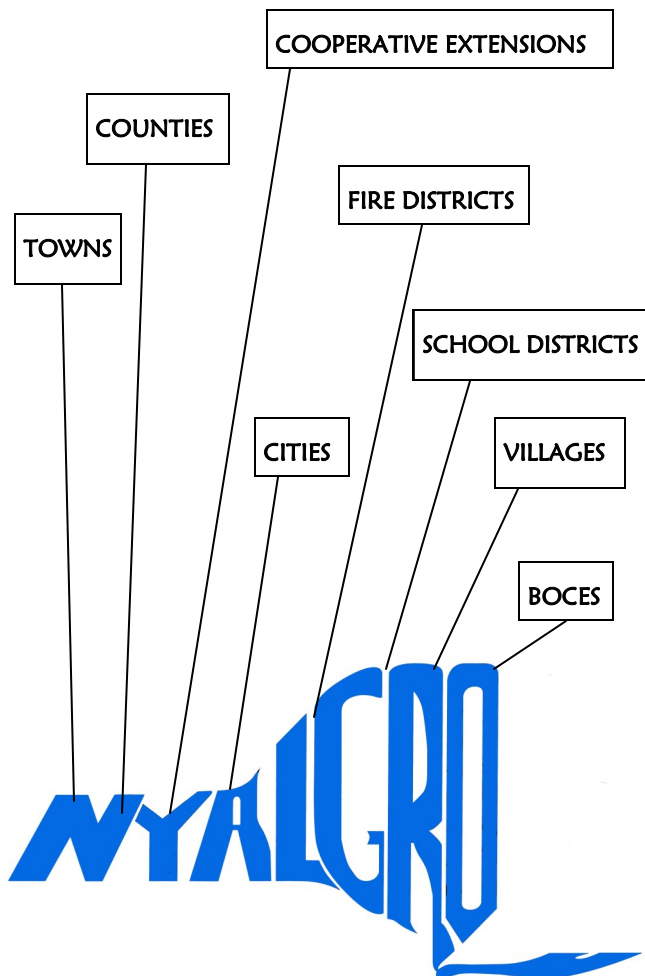 COOPERATIVE EXTENSIONS
COUNTIES
FIRE DISTRICTS
TOWNS
SCHOOL DISTRICTS
CITIES
VILLAGES
BOCES
NYALGRO